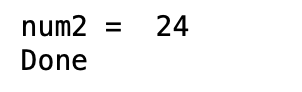 num2 =  24
Done